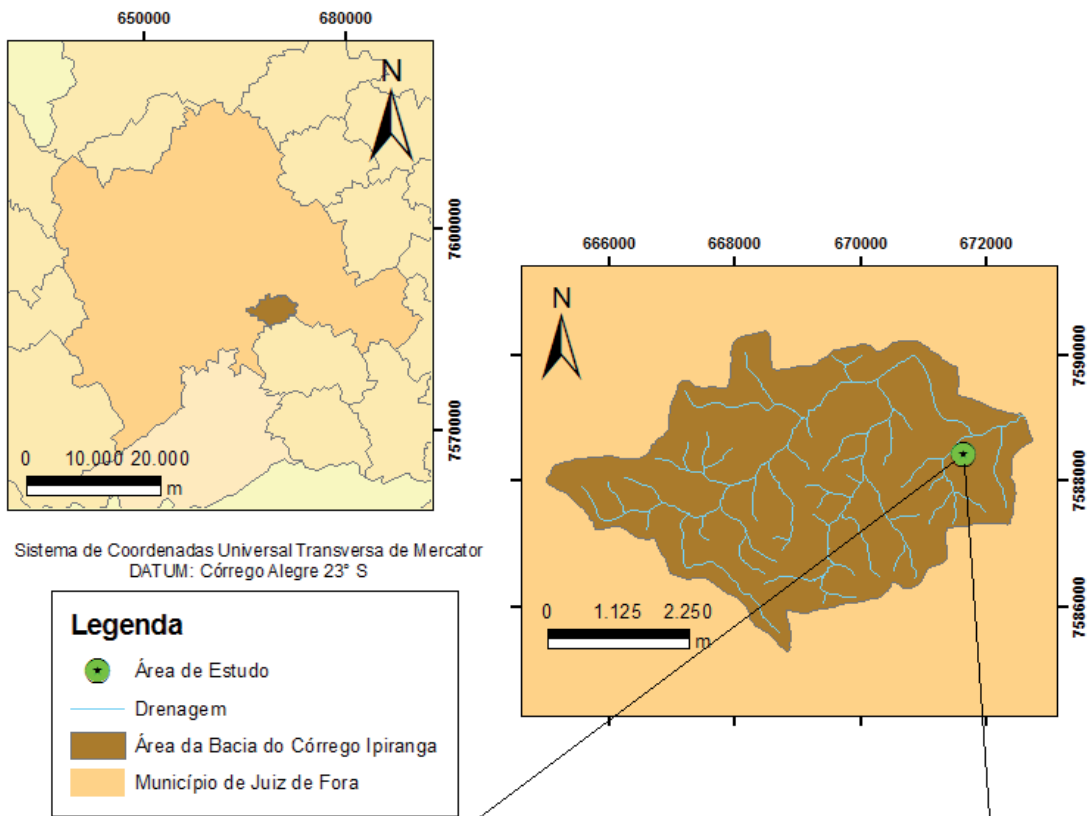 650000 680000
N
7600000
7570000
0 10.000 20.000
m
Sistema de Coordenadas Universal Transversa de Mercator
DATUM: Córrego Alegre 23° S
Legenda
Área de Estudo
Drenagem
Área da Bacia do Córrego Ipiranga
Município de Juiz de Fora
666000 668000 670000 672000
N
7590000
7588000
7586000
0 1.125 2.250
m